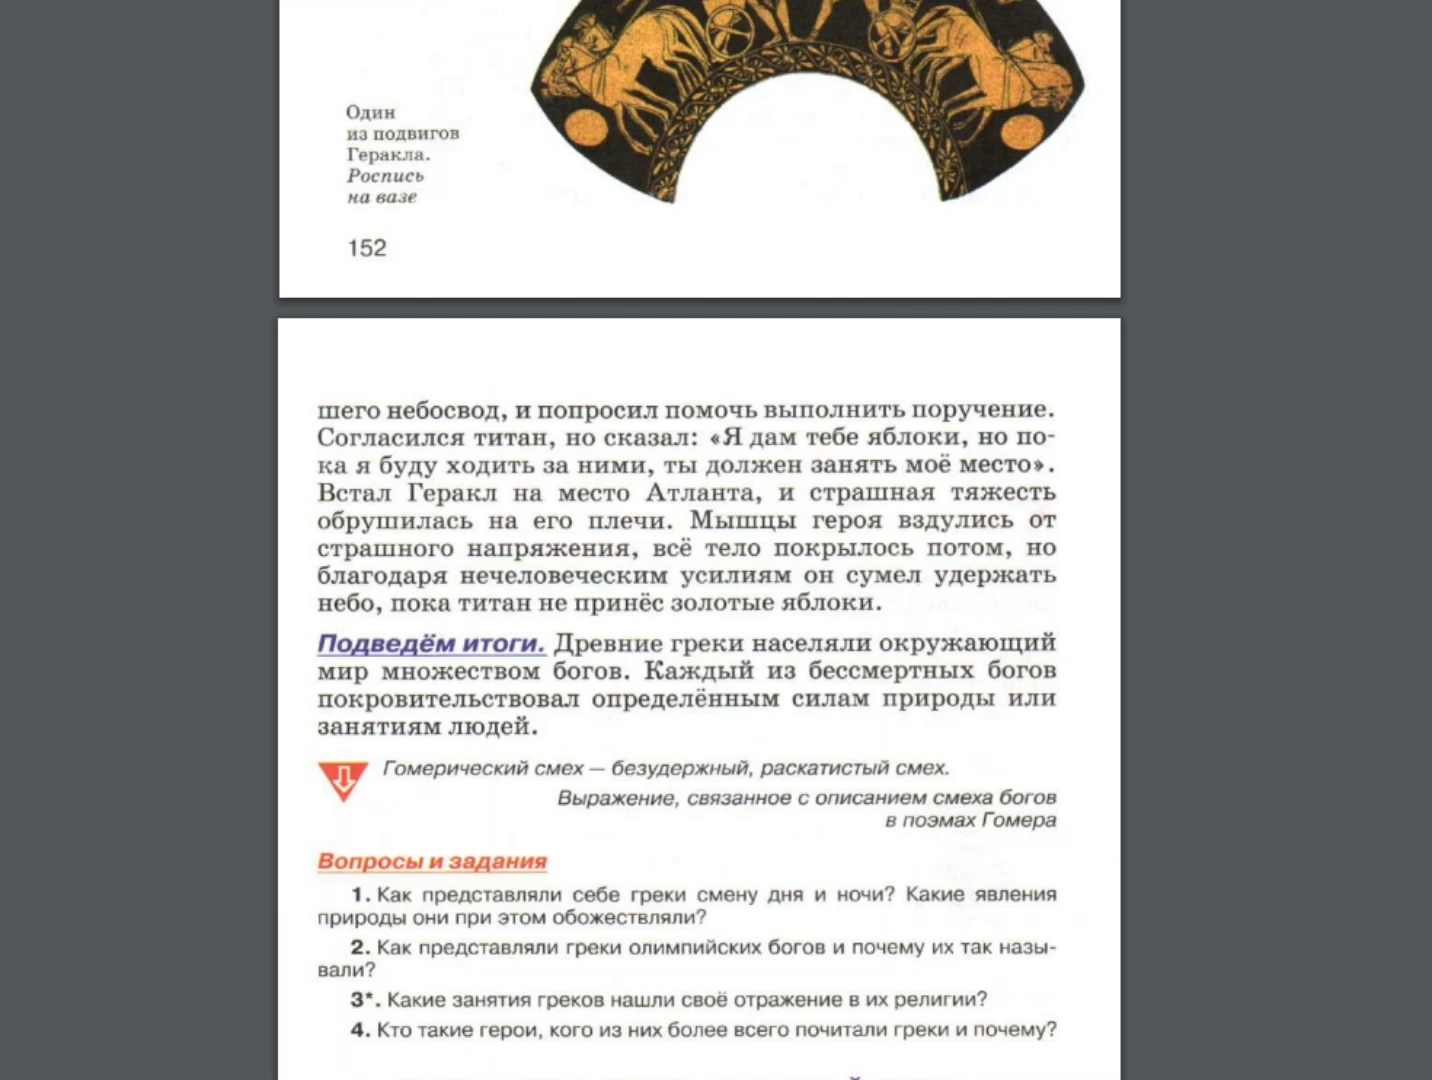 Один
из подвигов
Геракла.
Роспись
на вазе
152
шего небосвод, и попросил помочь выполнить поручение.
Согласился титан, но сказал: «Я дам тебе яблоки, но по-
ка я буду ходить за ними, ты должен занять моё место».
Встал Геракл на место Атланта, и страшная тяжесть
обрушилась на его плечи. Мышцы героя вздулись от
страшного напряжения, всё тело покрылось потом, но
благодаря нечеловеческим усилиям он сумел удержать
небо, пока титан не принёс золотые яблоки.
Подведём итоги. Древние греки населяли окружающий
мир множеством богов. Каждый из бессмертных богов
покровительствовал определённым силам природы или
занятиям людей.
Гомерический смех — безудержный, раскатистый смех.
Выражение, связанное с описанием смеха богов
в поэмах Гомера
Вопросы и задания
1. Как представляли себе греки смену дня и ночи? Какие явления
природы они при этом обожествляли?
2. Как представляли греки олимпийских богов и почему их так назы-
вали?
3*. Какие занятия греков нашли своё отражение в их религии?
4. Кто такие герои, кого из них более всего почитали греки и почему?